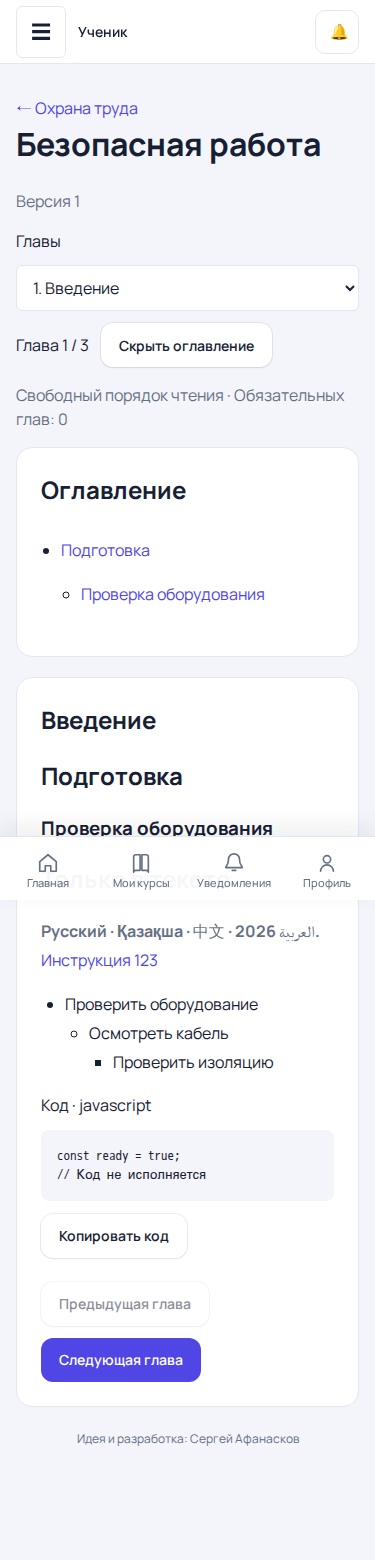 Ученик
← Охрана труда
Безопасная работа
Версия 1
Главы
1. Введение
Глава 1 / 3
Скрыть оглавление
Свободный порядок чтения · Обязательных
глав: 0
Оглавление
Подготовка
Проверка оборудования
Введение
Подготовка
Проверка оборудования
Главная
Мои курсы
Уведомления
Профиль
Русский · Қазақша · 中文 · 2026 العربية.
Инструкция 123
Проверить оборудование
Осмотреть кабель
Проверить изоляцию
Код · javascript
const ready = true;
// Код не исполняется
Копировать код
Предыдущая глава
Следующая глава
Идея и разработка: Сергей Афанасков